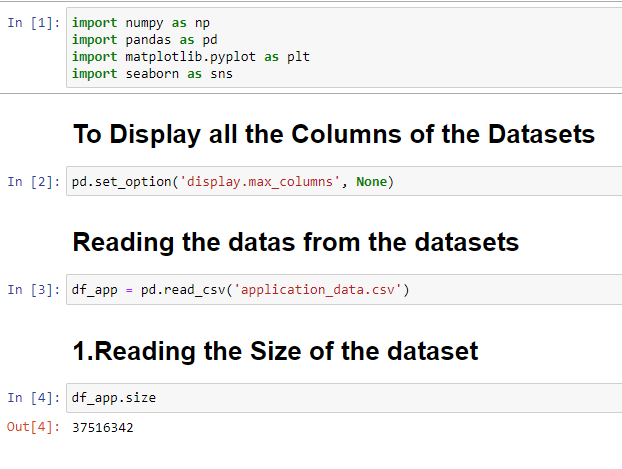 In [1]: import numpy as np
import pandas as pd
import matplotlib.pyplot as plt
import seaborn as sns
To Display all the Columns of the Datasets
In [2]: pd.set_option('display.max_columns', None)
Reading the datas from the datasets
In [3]: df_app = pd.read_csv('application_data.csv')
1.Reading the Size of the dataset
In [4]: df_app.size
Out[4]: 37516342